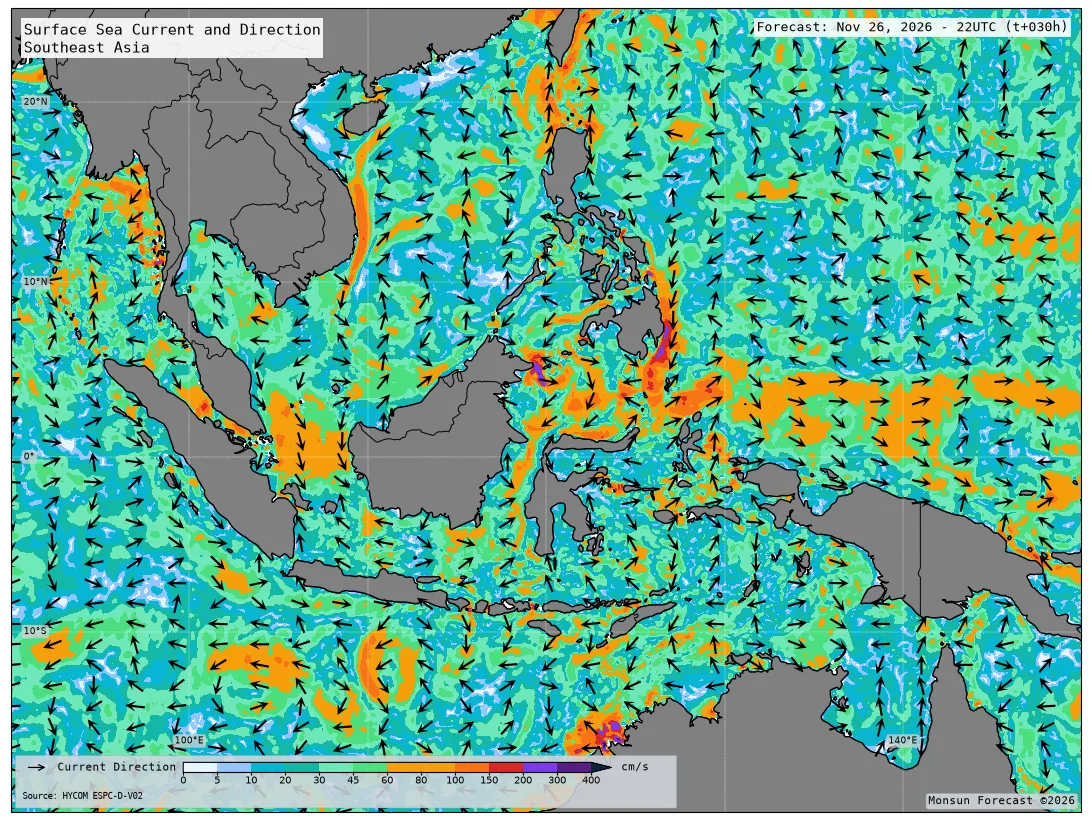 Surface Sea Current and Direction
Southeast Asia
Forecast: Nov 26, 2026 - 22UTC (t+030h)
20°N
10°N
0°
10°S
100°E
140°E
Current Direction
0 5 10 20 30 45 60 80 100 150 200 300 400
cm/s
Source: HYCOM ESPC-D-V02
Monsun Forecast ©2026